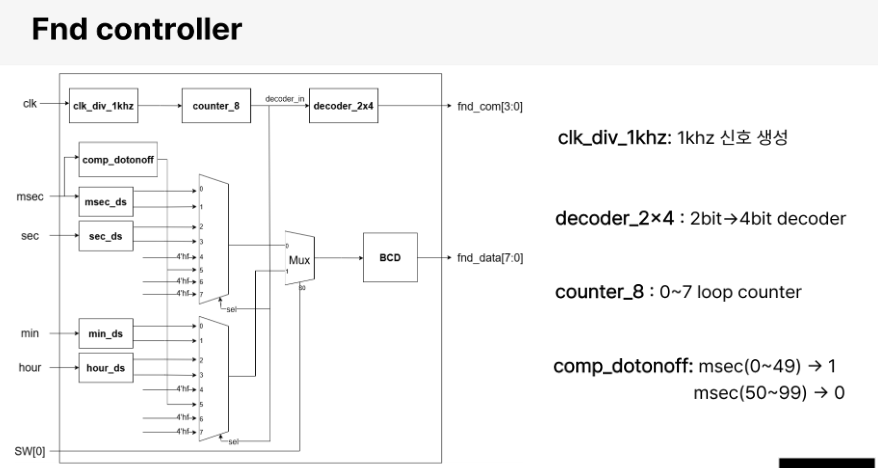 Fnd controller
clk
clk_div_1khz
counter_8
decoder_in
decoder_2x4
fnd_com[3:0]
comp_dotonoff
msec
msec_ds
sec
sec_ds
0
1
2
3
4'hf 4
5
4'hf 6
4'hf 7
sel
0
1
Mux
s0
BCD
fnd_data[7:0]
min
min_ds
hour
hour_ds
0
1
2
3
4'hf 4
5
4'hf 6
4'hf 7
sel
SW[0]
clk_div_1khz: 1khz 신호 생성
decoder_2×4 : 2bit→4bit decoder
counter_8 : 0~7 loop counter
comp_dotonoff: msec(0~49) → 1
msec(50~99) → 0